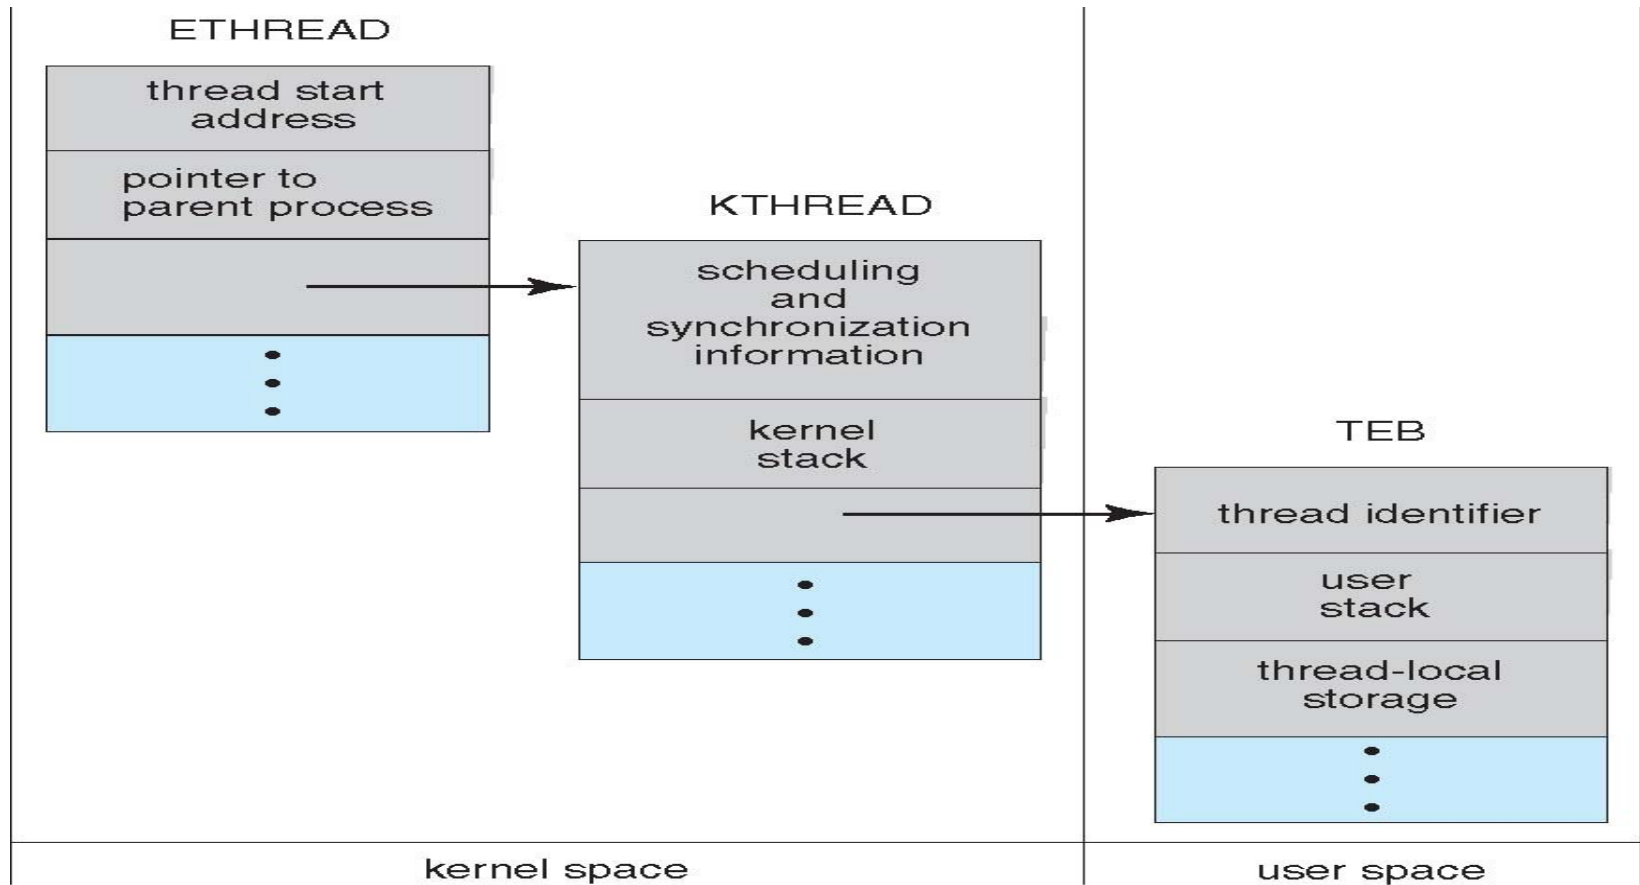 ETHREAD
thread start
address
pointer to
parent process
KTHREAD
scheduling
and
synchronization
information
kernel
stack
TEB
thread identifier
user
stack
thread-local
storage
kernel space
user space